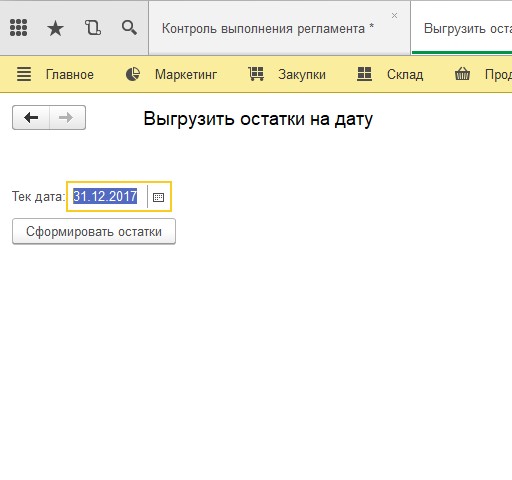 Контроль выполнения регламента *
Выгрузить оста
Главное Маркетинг Закупки Склад Прод
Выгрузить остатки на дату
Тек дата: 31.12.2017
Сформировать остатки